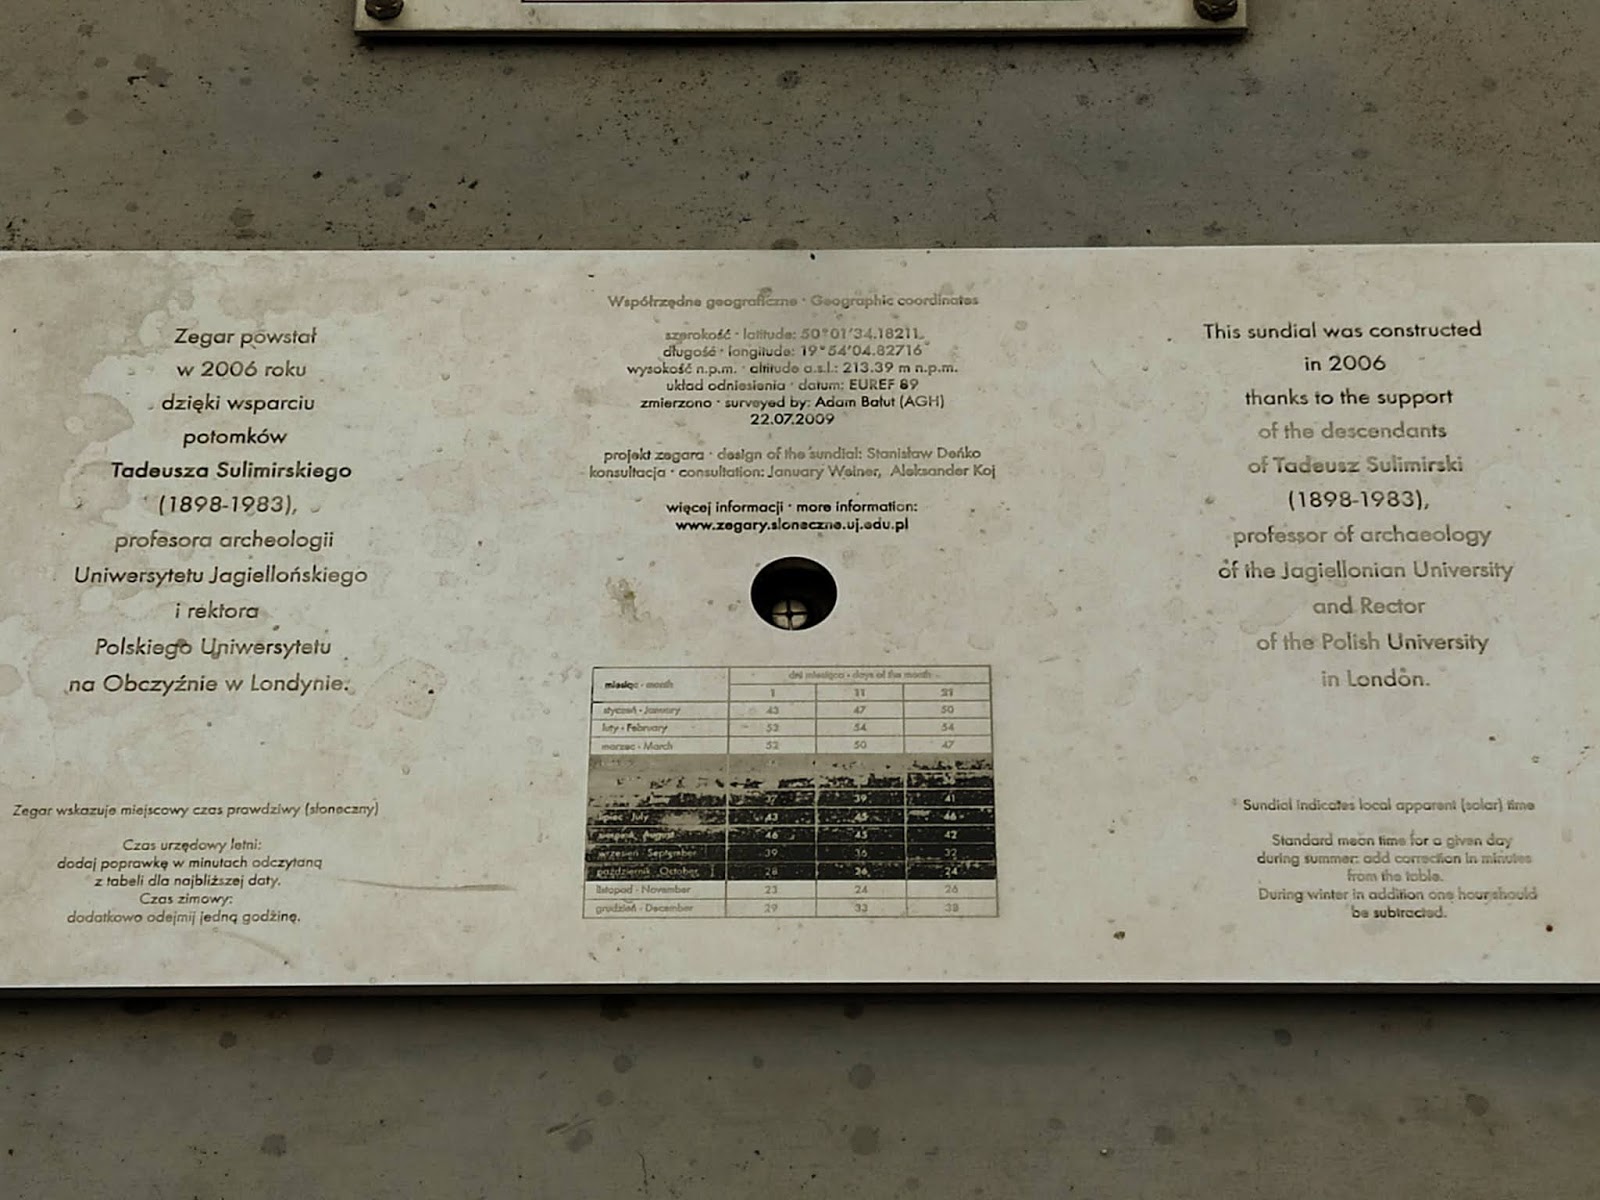 Zegar powstał
w 2006 roku
dzięki wsparciu
potomków
Tadeusza Sulimirskiego
(1898-1983),
profesora archeologii
Uniwersytetu Jagiellońskiego
i rektora
Polskiego Uniwersytetu
na Obczyźnie w Londynie.
Zegar wskazuje miejscowy czas prawdziwy (słoneczny)
Czas urzędowy letni:
dodaj poprawkę w minutach odczytaną
z tabeli dla najbliższej daty.
Czas zimowy:
dodatkowo odejmij jedną godzinę.
Współrzędne geograficzne · Geographic coordinates
szerokość · latitude: 50°01'34.18211"
długość · longitude: 19°54'04.82716"
wysokość n.p.m. · altitude a.s.l.: 213.39 m n.p.m.
układ odniesienia · datum: EUREF 89
zmierzono · surveyed by: Adam Bałut (AGH)
22.07.2009
projekt zegara · design of the sundial: Stanisław Deńko
konsultacja · consultation: January Weiner, Aleksander Koj
więcej informacji · more information:
www.zegary.sloneczne.uj.edu.pl
miesiąc · month
dni miesiąca · days of the month
1 11 21
styczeń · January 43 47 50
luty · February 53 54 54
marzec · March 52 50 47
39 41
lipiec · July 43 45 46
sierpień · August 46 45 42
wrzesień · September 39 36 32
październik · October 28 26 24
listopad · November 23 24 26
grudzień · December 29 33 38
This sundial was constructed
in 2006
thanks to the support
of the descendants
of Tadeusz Sulimirski
(1898-1983),
professor of archaeology
of the Jagiellonian University
and Rector
of the Polish University
in London.
Sundial indicates local apparent (solar) time
Standard mean time for a given day
during summer: add correction in minutes
from the table.
During winter in addition one hour should
be subtracted.